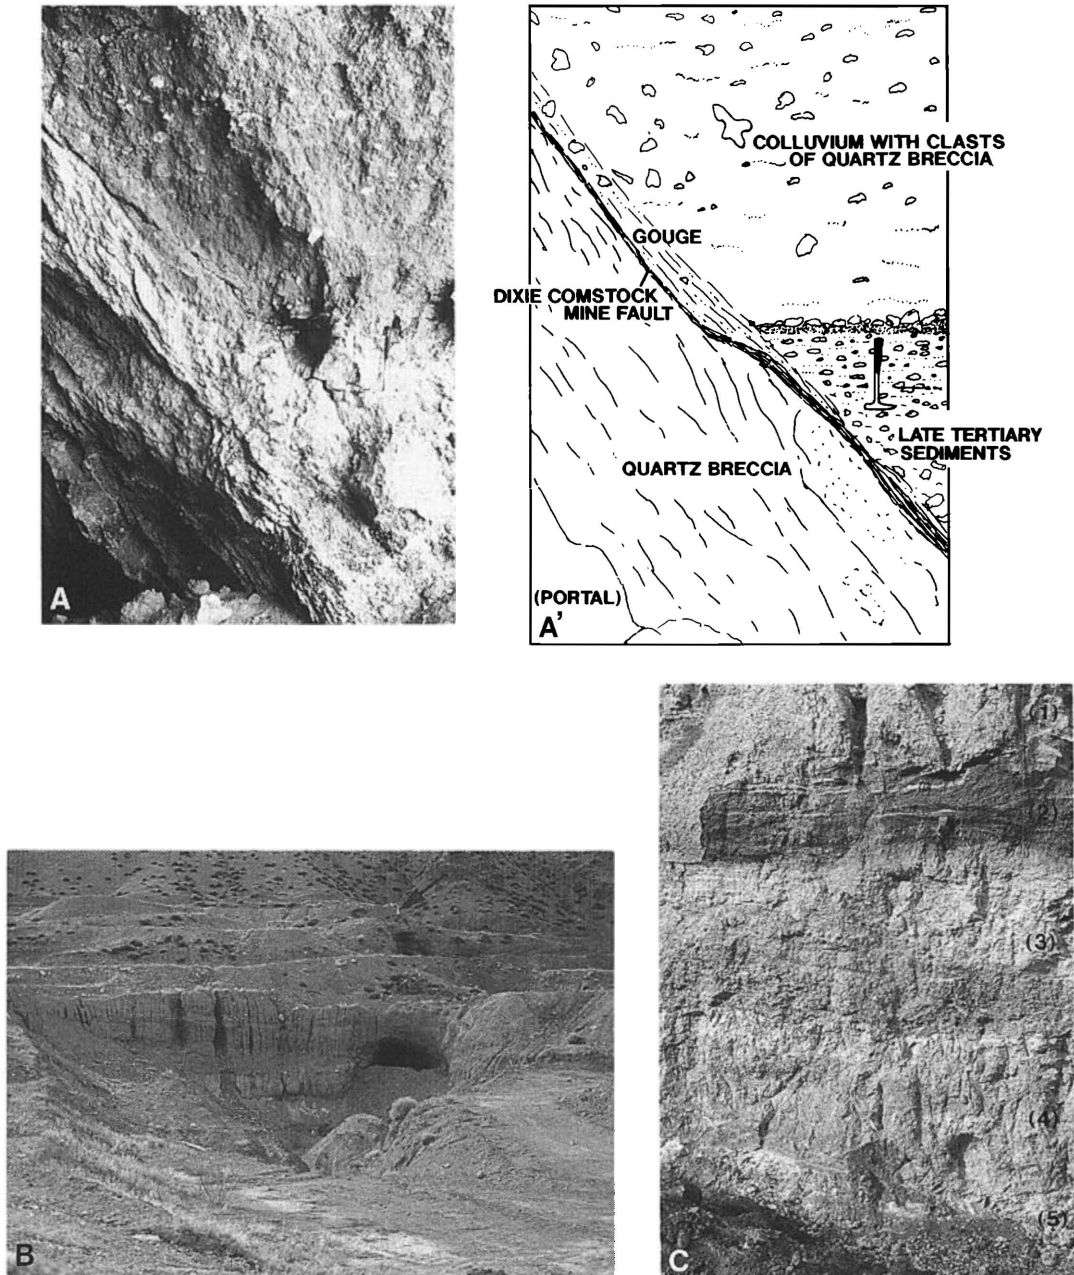 A
COLLUVIUM WITH CLASTS
OF QUARTZ BRECCIA
GOUGE
DIXIE COMSTOCK
MINE FAULT
LATE TERTIARY
SEDIMENTS
QUARTZ BRECCIA
(PORTAL)
A'
B
(1)
(2)
(3)
(4)
(5)
C